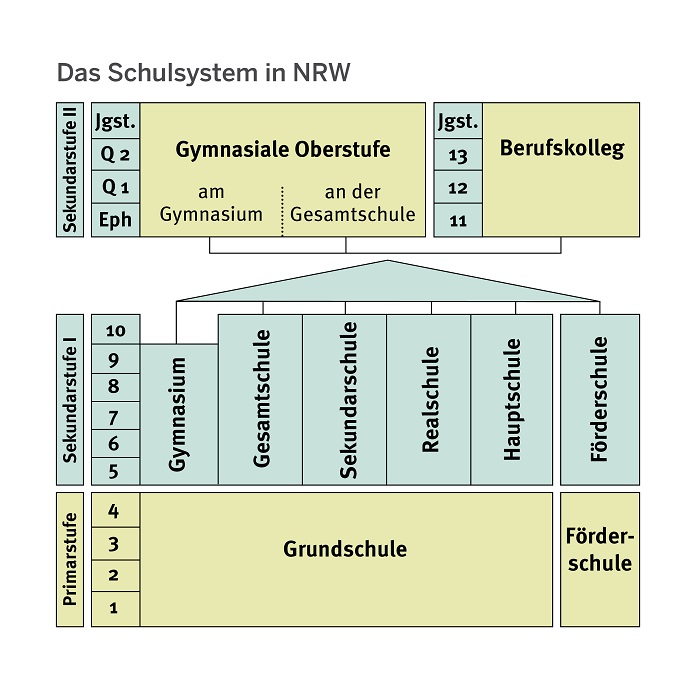 Das Schulsystem in NRW
Sekundarstufe II
Jgst.
Q 2
Q 1
Eph
Gymnasiale Oberstufe
am
Gymnasium
an der
Gesamtschule
Jgst.
13
12
11
Berufskolleg
Sekundarstufe I
10
9
8
7
6
5
Gymnasium
Gesamtschule
Sekundarschule
Realschule
Hauptschule
Förderschule
Primarstufe
4
3
2
1
Grundschule
Förder-
schule